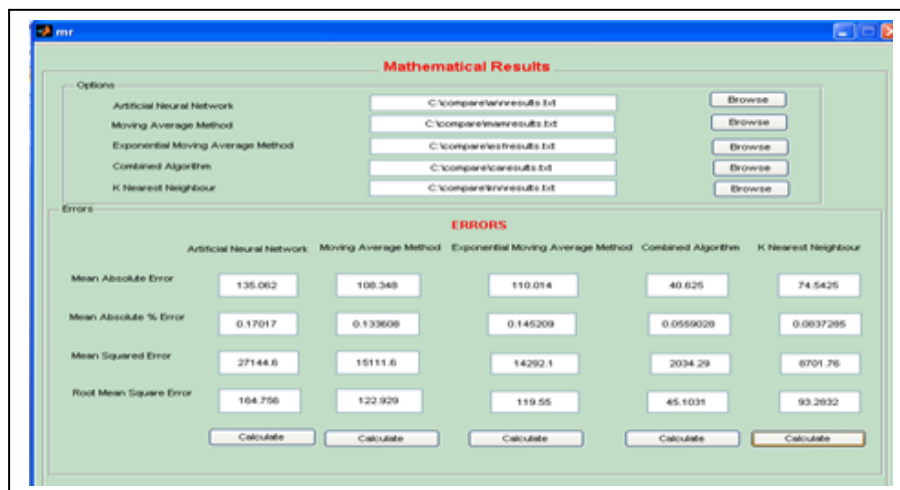 mr
Mathematical Results
Options
Artificial Neural Network C:\compare\annresults.txt Browse
Moving Average Method C:\compare\mamresults.txt Browse
Exponential Moving Average Method C:\compare\esfresults.txt Browse
Combined Algorithm C:\compare\caresults.txt Browse
K Nearest Neighbour C:\compare\knnresults.txt Browse
Errors
ERRORS
Artificial Neural Network Moving Average Method Exponential Moving Average Method Combined Algorithm K Nearest Neighbour
Mean Absolute Error 135.062 108.348 110.014 40.625 74.5425
Mean Absolute % Error 0.17017 0.133608 0.145209 0.0559028 0.0837285
Mean Squared Error 27144.6 15111.6 14292.1 2034.29 8701.76
Root Mean Square Error 164.756 122.929 119.55 45.1031 93.2832
Calculate Calculate Calculate Calculate Calculate